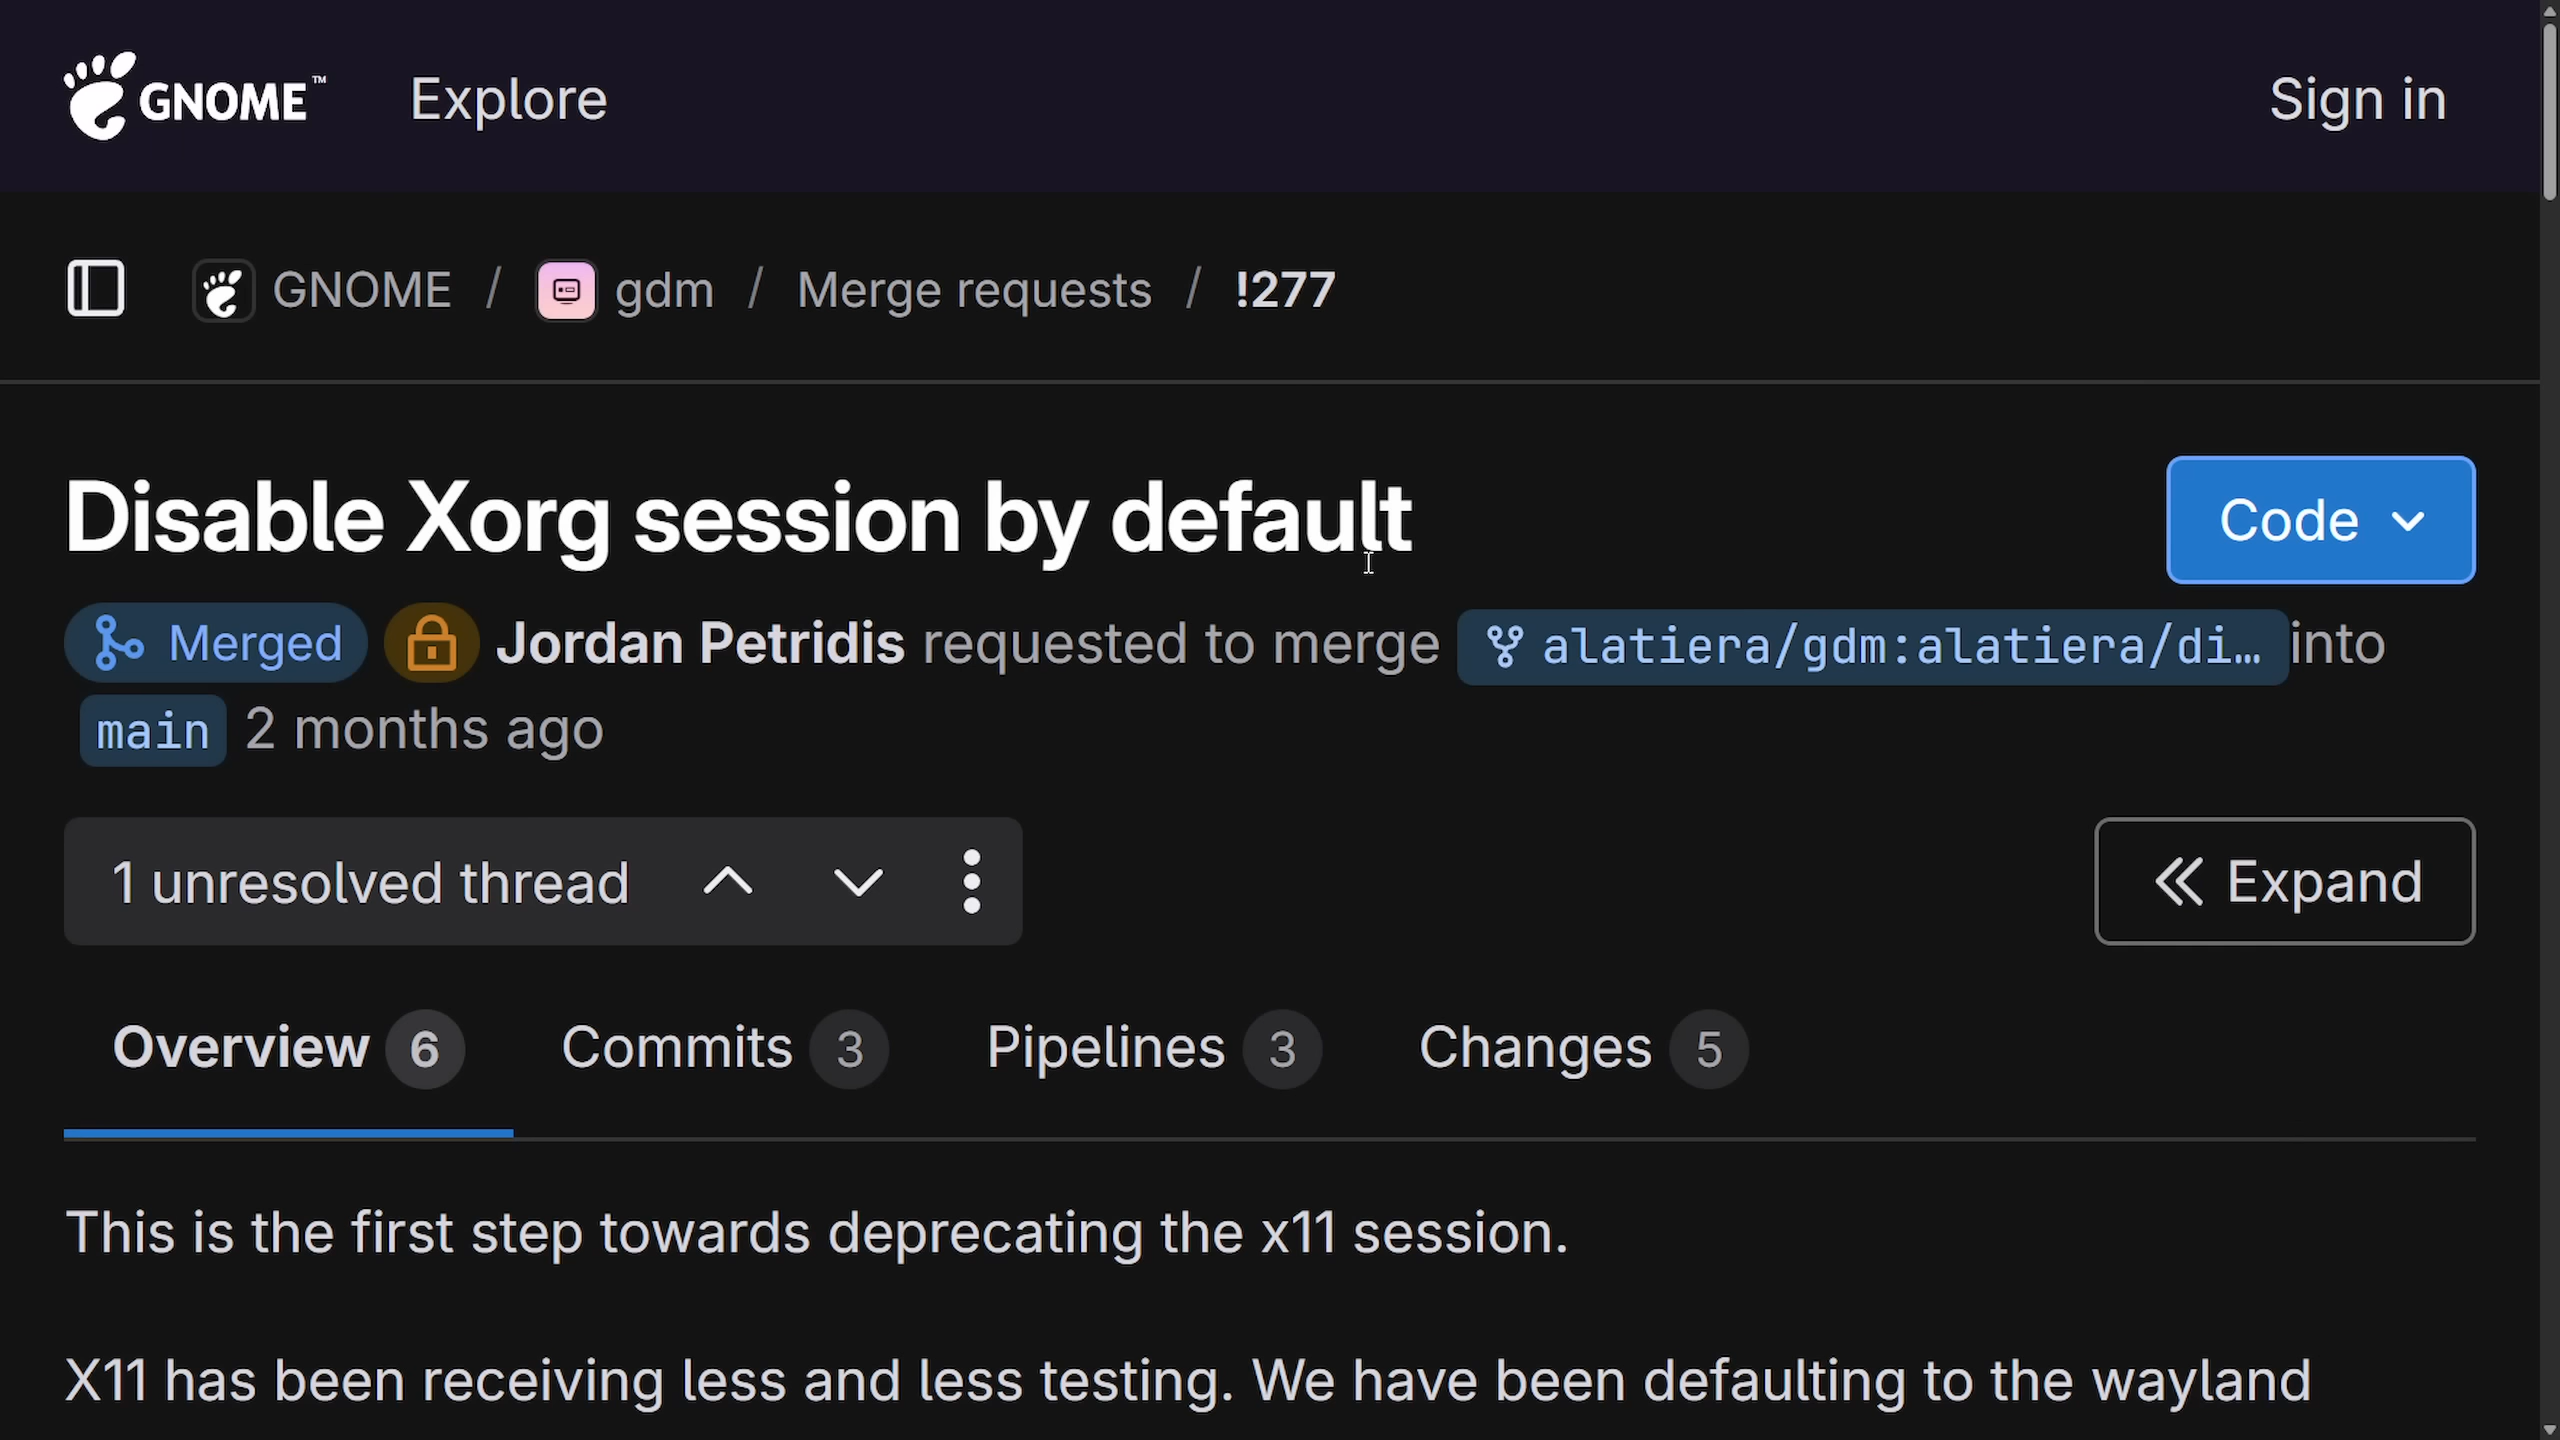 GNOME™ Explore Sign in
GNOME / gdm / Merge requests / !277
Disable Xorg session by default Code
Merged Jordan Petridis requested to merge alatiera/gdm:alatiera/di… into
main 2 months ago
1 unresolved thread Expand
Overview 6 Commits 3 Pipelines 3 Changes 5
This is the first step towards deprecating the x11 session.
X11 has been receiving less and less testing. We have been defaulting to the wayland